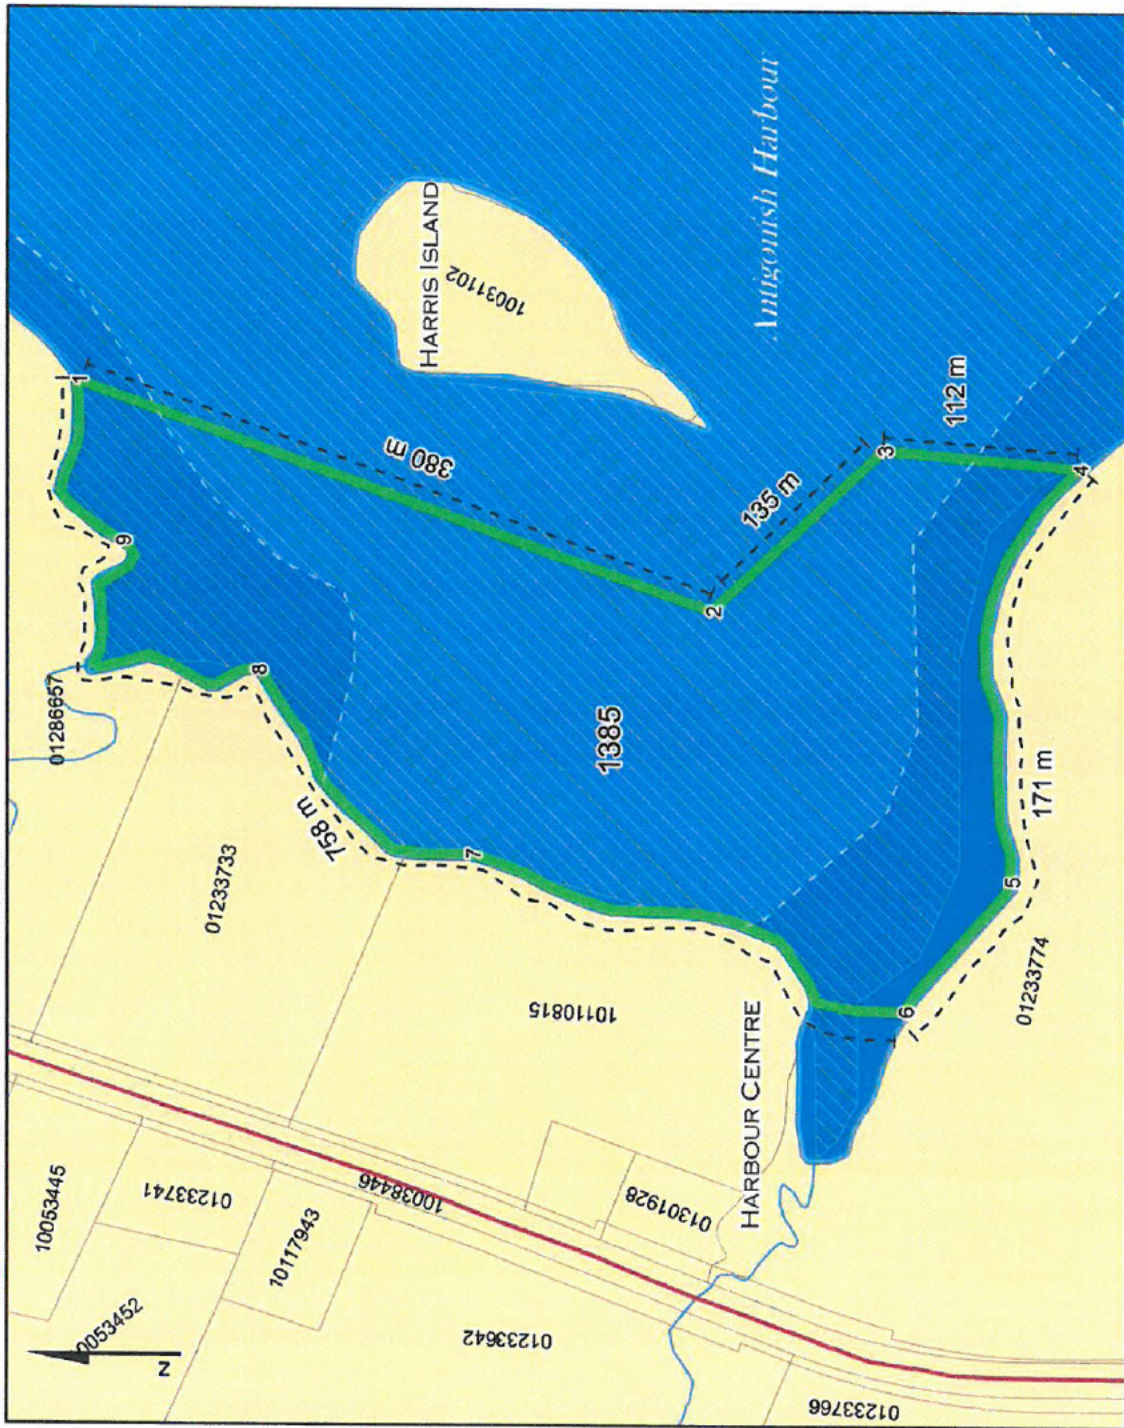 1
HARRIS ISLAND
10031102
Antigonish Harbour
380 m
112 m
3
135 m
2
4
9
8
01286657
1385
758 m
7
171 m
5
01233733
01233774
6
10110815
HARBOUR CENTRE
10038446
01301928
10053445
01233741
10117943
0053452
01233642
01233766
N